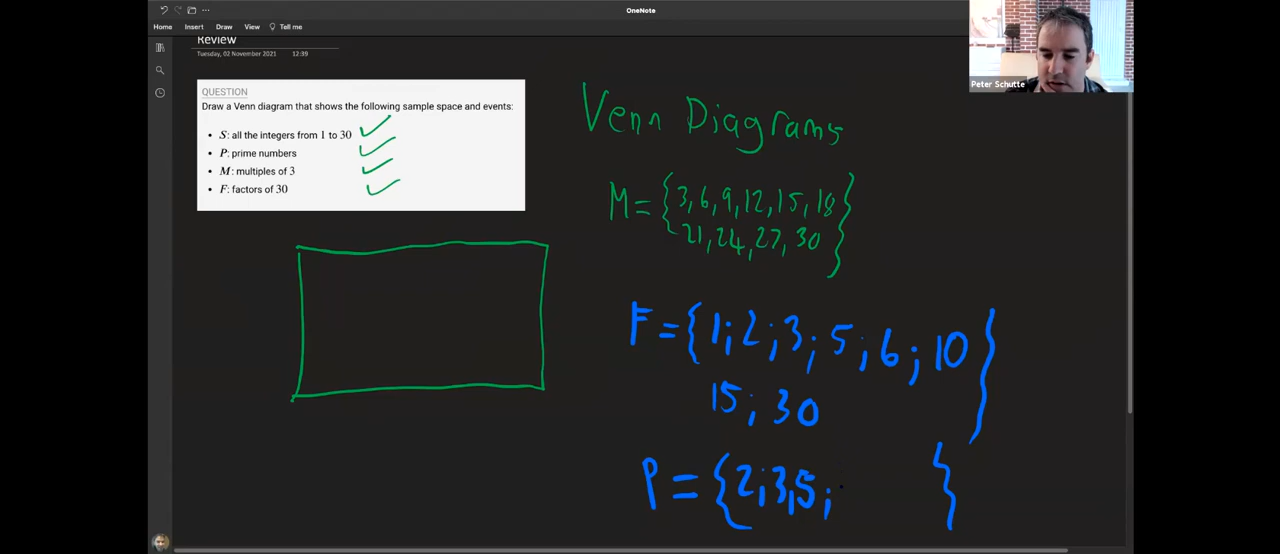 OneNote
Home Insert Draw View Tell me
Review
Tuesday, 02 November 2021 12:39
QUESTION
Draw a Venn diagram that shows the following sample space and events:
• S: all the integers from 1 to 30
• P: prime numbers
• M: multiples of 3
• F: factors of 30
Venn Diagrams
M = {3, 6, 9, 12, 15, 18
21, 24, 27, 30}
F = {1; 2; 3; 5; 6; 10
15; 30}
P = {2; 3, 5; }
Peter Schutte